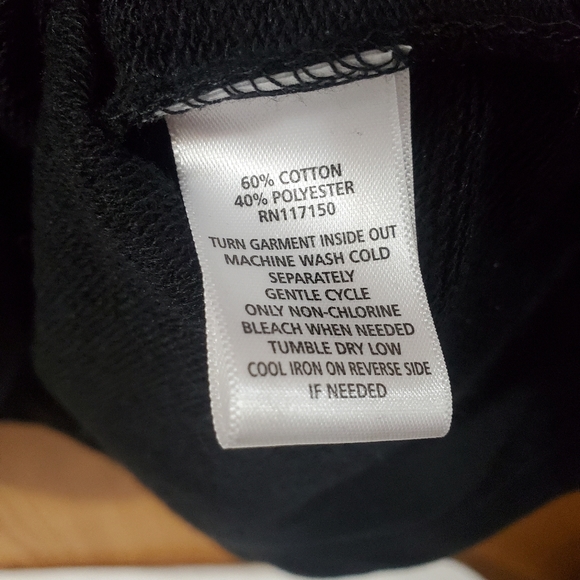 60% COTTON
40% POLYESTER
RN117150
TURN GARMENT INSIDE OUT
MACHINE WASH COLD
SEPARATELY
GENTLE CYCLE
ONLY NON-CHLORINE
BLEACH WHEN NEEDED
TUMBLE DRY LOW
COOL IRON ON REVERSE SIDE
IF NEEDED